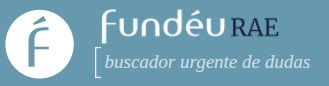 F́
Fundéu RAE
buscador urgente de dudas